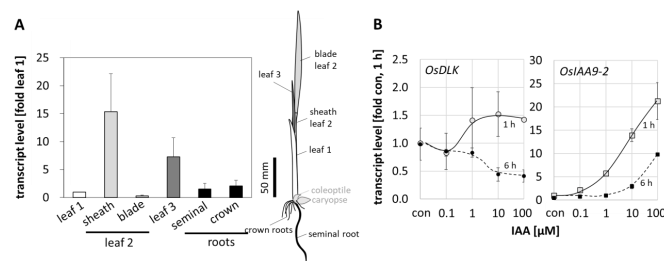 A
transcript level [fold leaf 1]
25
20
15
10
5
0
leaf 1
sheath
blade
leaf 3
seminal
crown
leaf 2
roots
50 mm
blade
leaf 2
leaf 3
sheath
leaf 2
leaf 1
coleoptile
caryopse
crown roots
seminal root
B
transcript level [fold con, 1 h]
2.5
2.0
1.5
1.0
0.5
0.0
OsDLK
1 h
6 h
con
0.1
1
10
100
30
25
20
15
10
5
0
OsIAA9-2
1 h
6 h
con
0.1
1
10
100
IAA [µM]